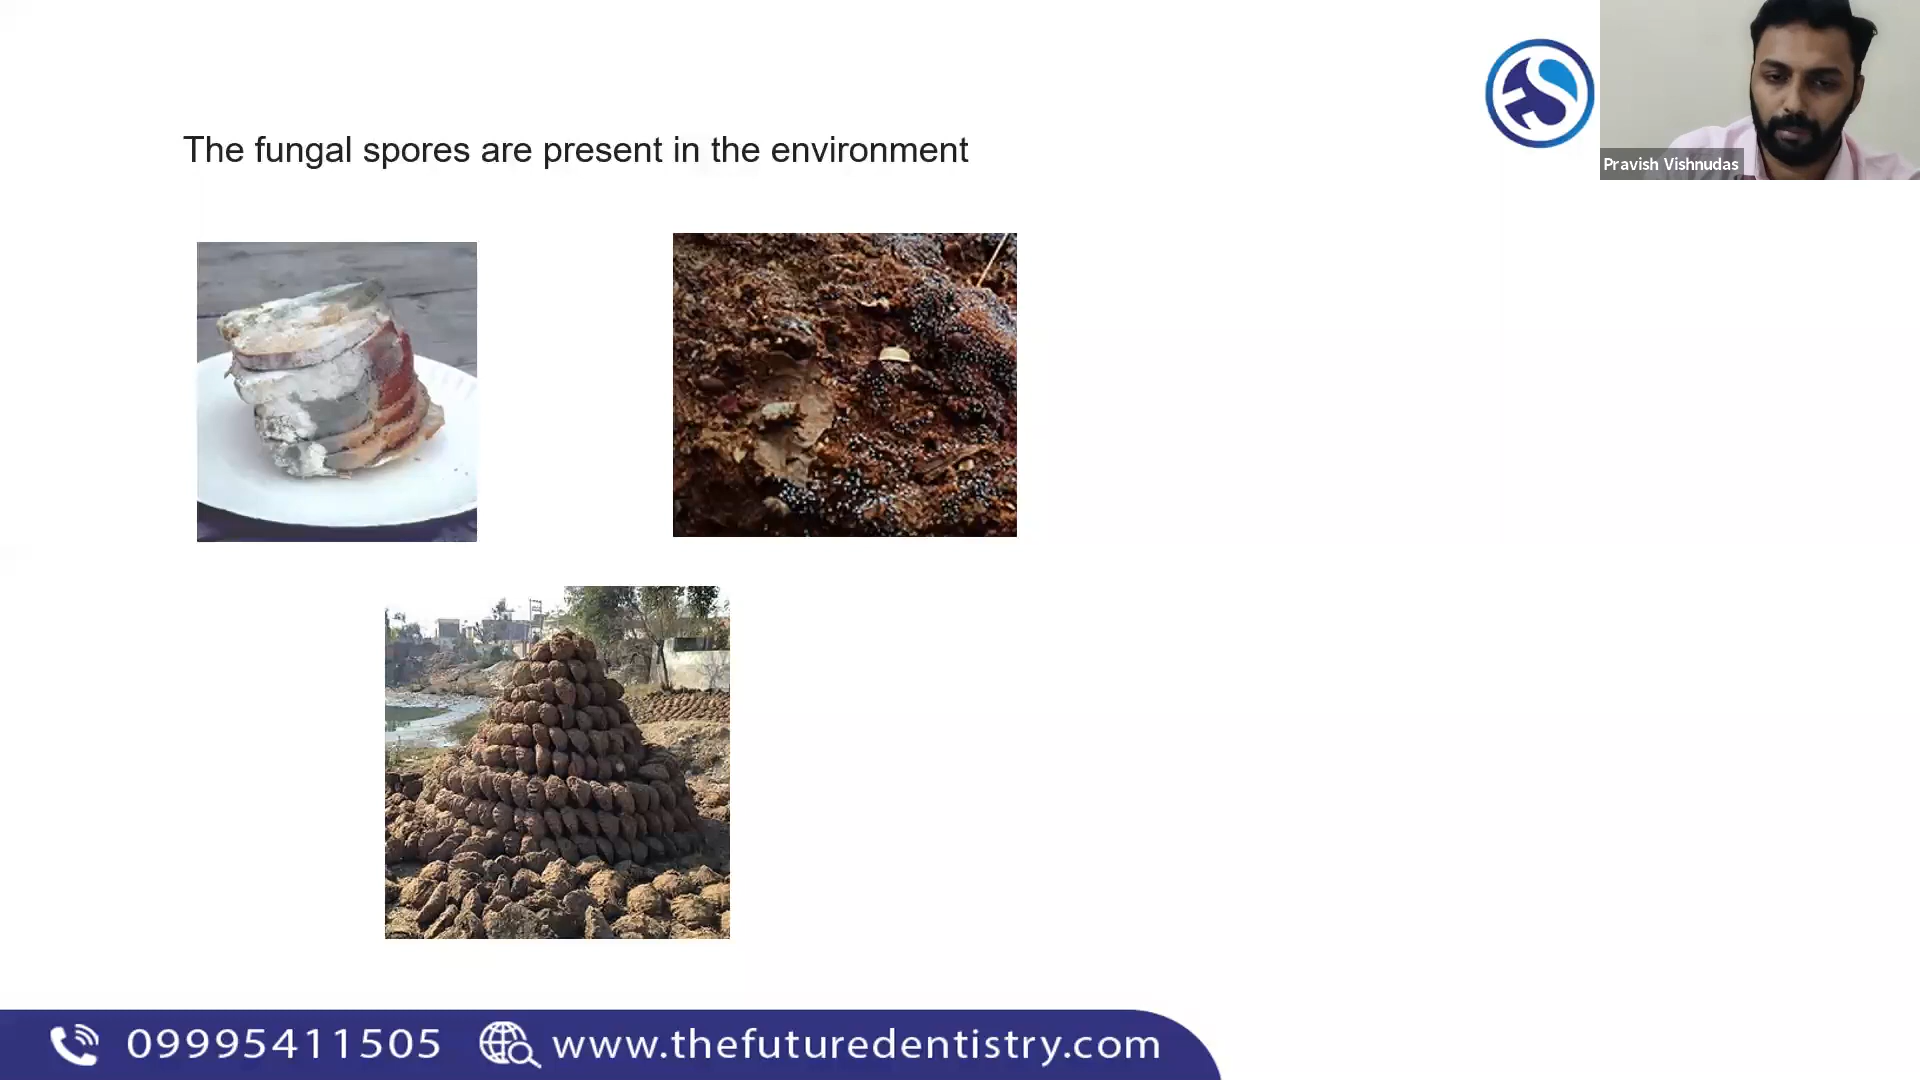 The fungal spores are present in the environment
Pravish Vishnudas
09995411505
www.thefuturedentistry.com